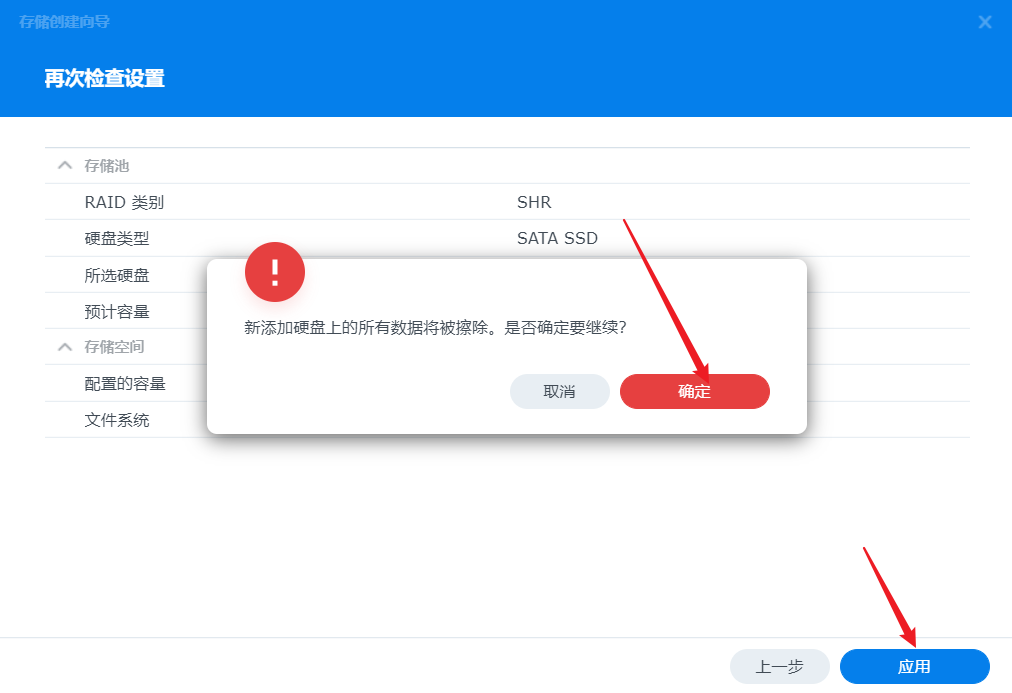 存储创建向导
再次检查设置
存储池
RAID 类别 SHR
硬盘类型 SATA SSD
所选硬盘
预计容量
存储空间
配置的容量
文件系统
新添加硬盘上的所有数据将被擦除。是否确定要继续?
取消 确定
上一步 应用